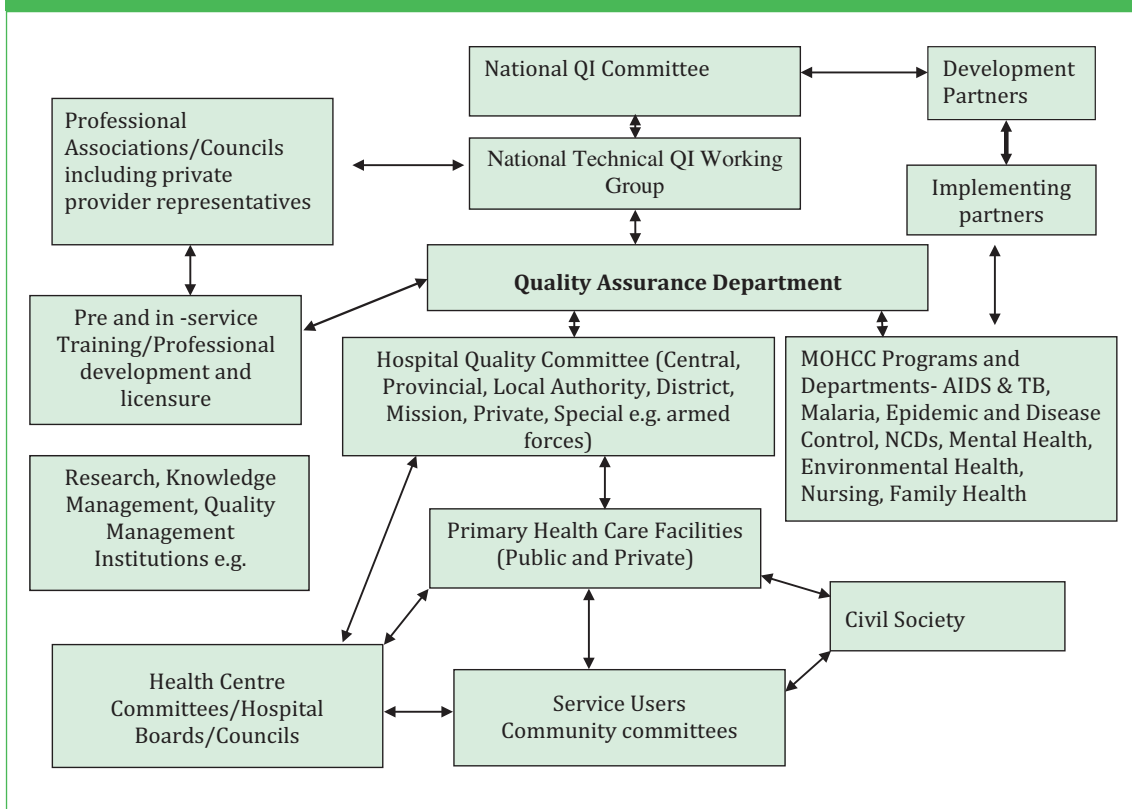 National QI Committee
Development
Partners
Professional
Associations/Councils
including private
provider representatives
National Technical QI Working
Group
Implementing
partners
Quality Assurance Department
Pre and in -service
Training/Professional
development and
licensure
Hospital Quality Committee (Central,
Provincial, Local Authority, District,
Mission, Private, Special e.g. armed
forces)
MOHCC Programs and
Departments- AIDS & TB,
Malaria, Epidemic and Disease
Control, NCDs, Mental Health,
Environmental Health,
Nursing, Family Health
Research, Knowledge
Management, Quality
Management
Institutions e.g.
Primary Health Care Facilities
(Public and Private)
Civil Society
Health Centre
Committees/Hospital
Boards/Councils
Service Users
Community committees